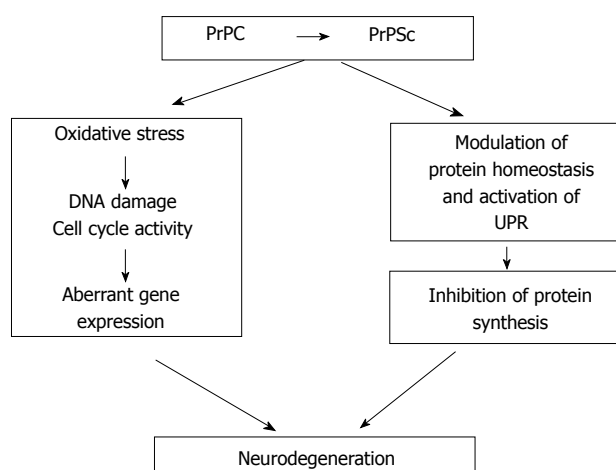 PrPC → PrPSc
Oxidative stress
DNA damage
Cell cycle activity
Aberrant gene
expression
Modulation of
protein homeostasis
and activation of
UPR
Inhibition of protein
synthesis
Neurodegeneration